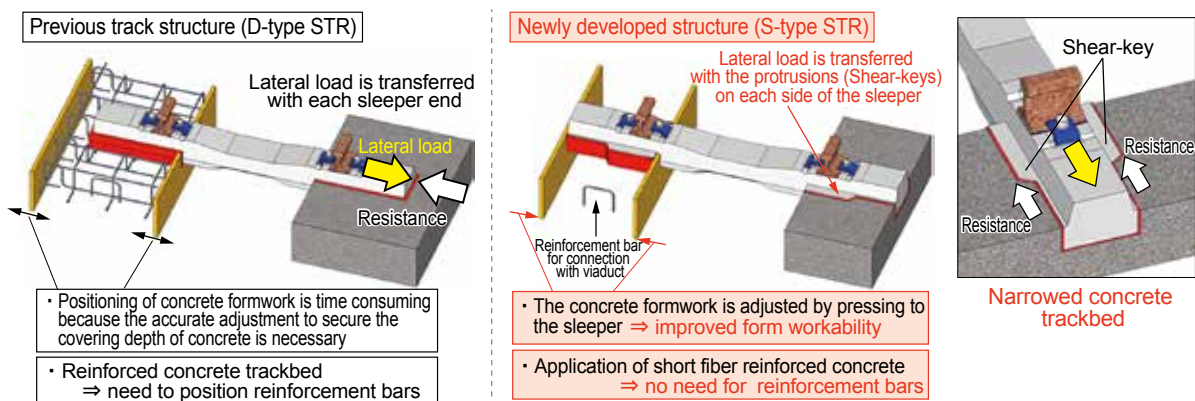 Previous track structure (D-type STR)
Lateral load is transferred
with each sleeper end
Lateral load
Resistance
・Positioning of concrete formwork is time consuming
because the accurate adjustment to secure the
covering depth of concrete is necessary
・Reinforced concrete trackbed
⇒ need to position reinforcement bars
Newly developed structure (S-type STR)
Lateral load is transferred
with the protrusions (Shear-keys)
on each side of the sleeper
Reinforcement bar
for connection
with viaduct
・The concrete formwork is adjusted by pressing to
the sleeper ⇒ improved form workability
・Application of short fiber reinforced concrete
⇒ no need for reinforcement bars
Shear-key
Resistance
Resistance
Narrowed concrete
trackbed